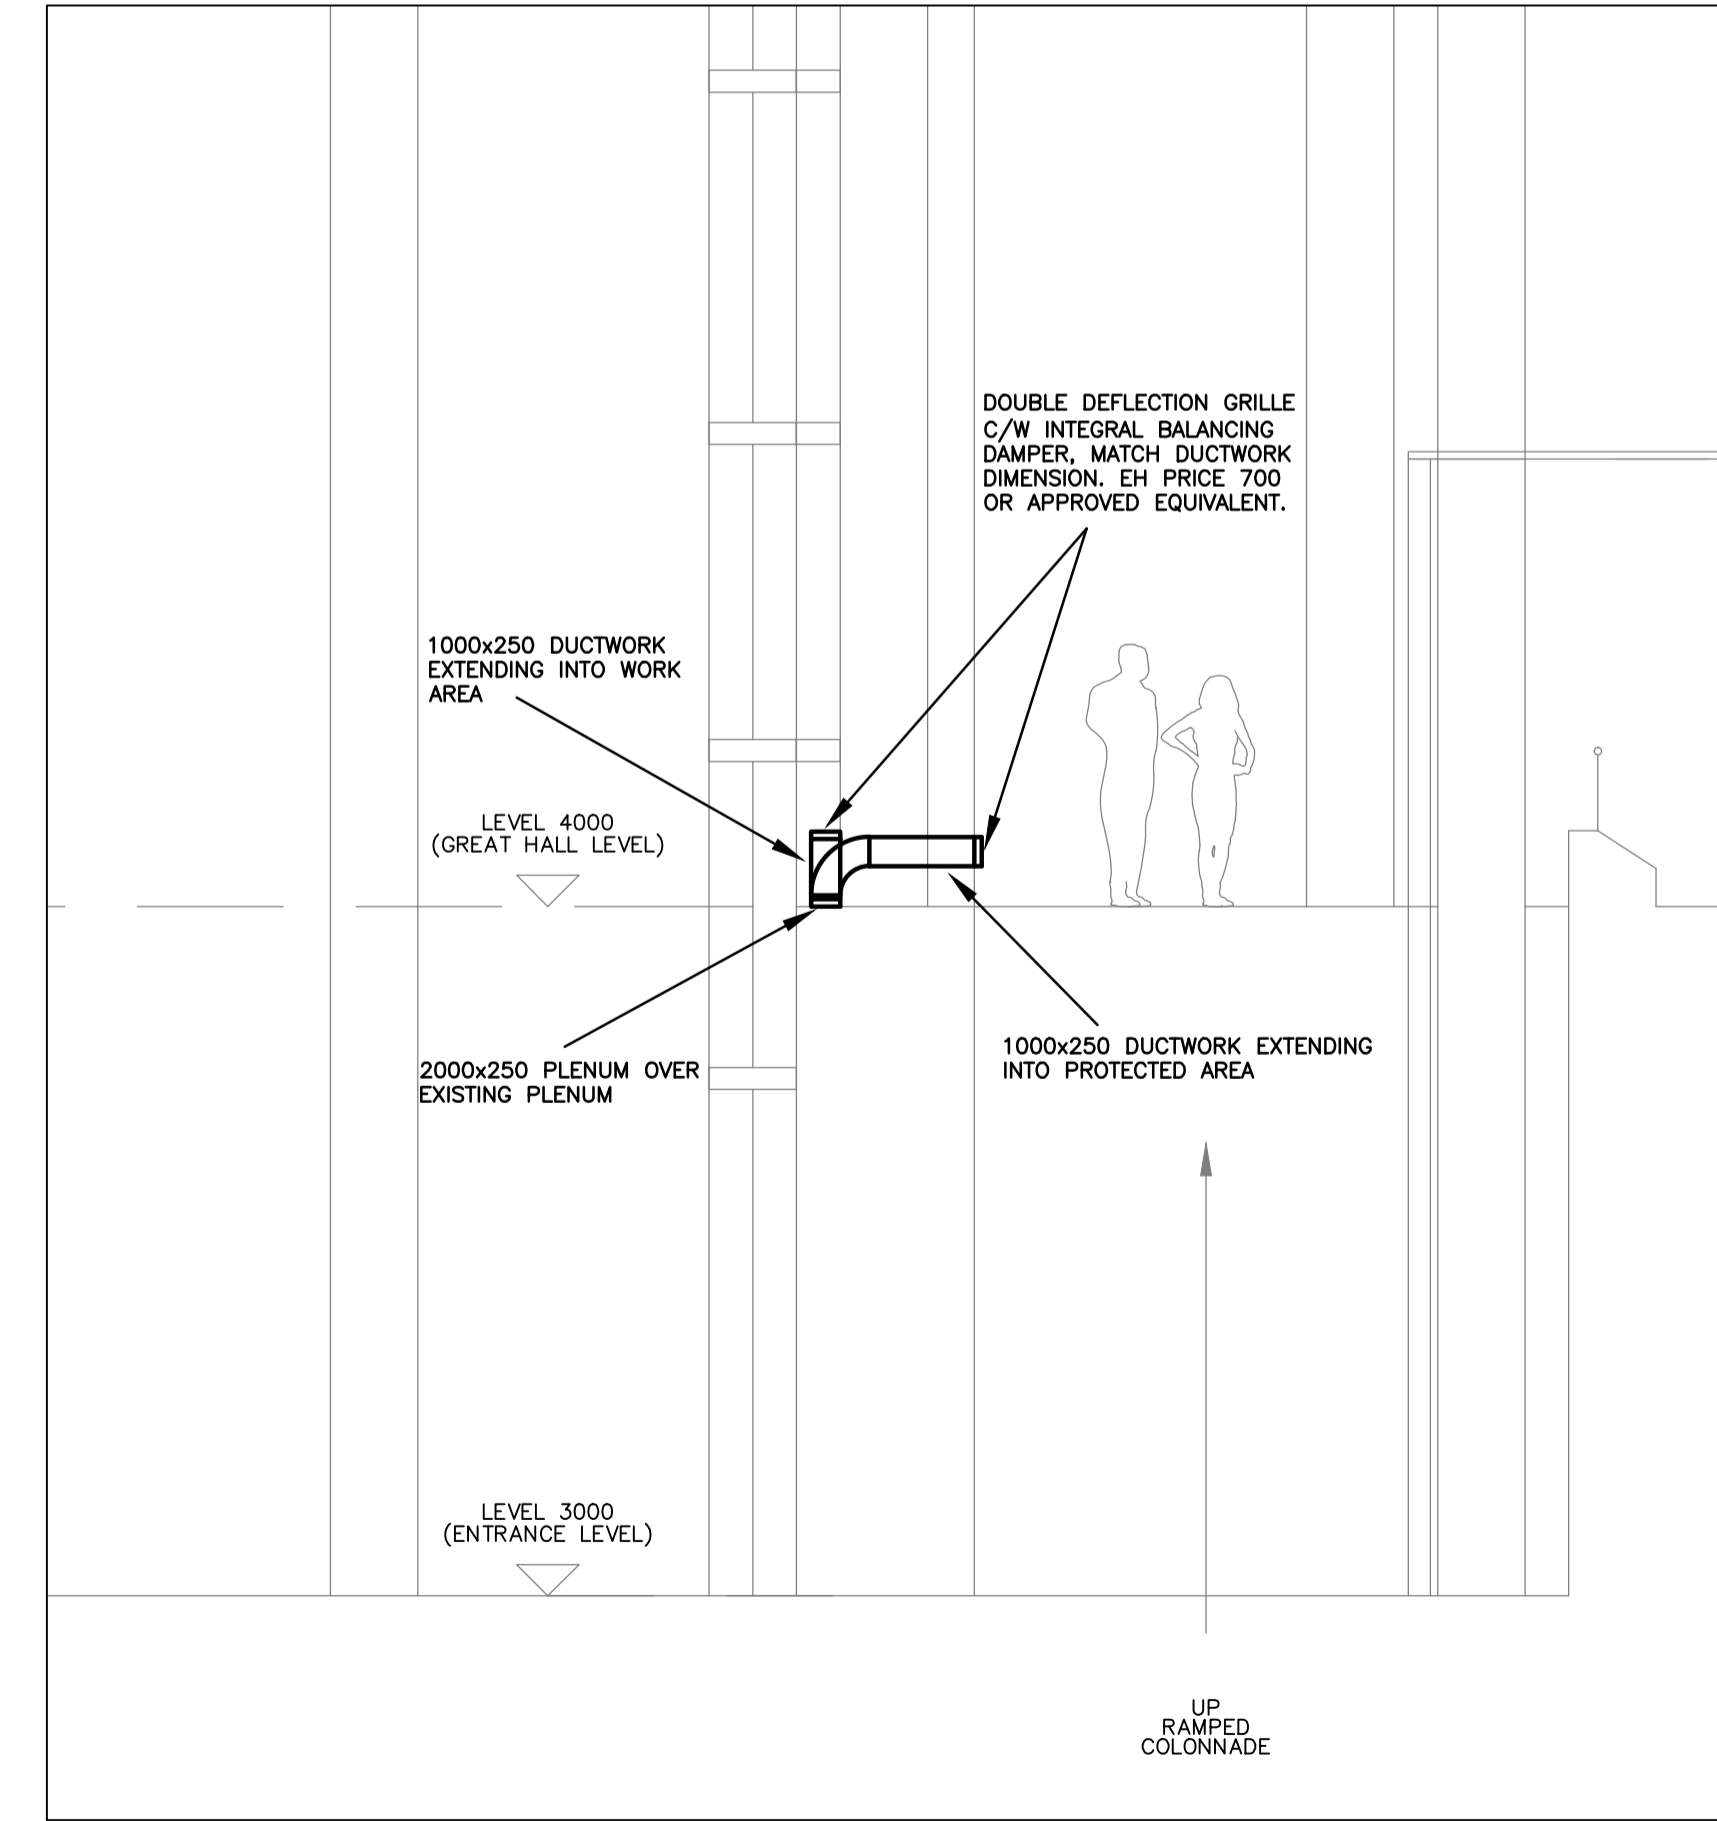 DOUBLE DEFLECTION GRILLE
C/W INTEGRAL BALANCING
DAMPER, MATCH DUCTWORK
DIMENSION. EH PRICE 700
OR APPROVED EQUIVALENT.
1000x250 DUCTWORK
EXTENDING INTO WORK
AREA
LEVEL 4000
(GREAT HALL LEVEL)
2000x250 PLENUM OVER
EXISTING PLENUM
1000x250 DUCTWORK EXTENDING
INTO PROTECTED AREA
LEVEL 3000
(ENTRANCE LEVEL)
UP
RAMPED
COLONNADE